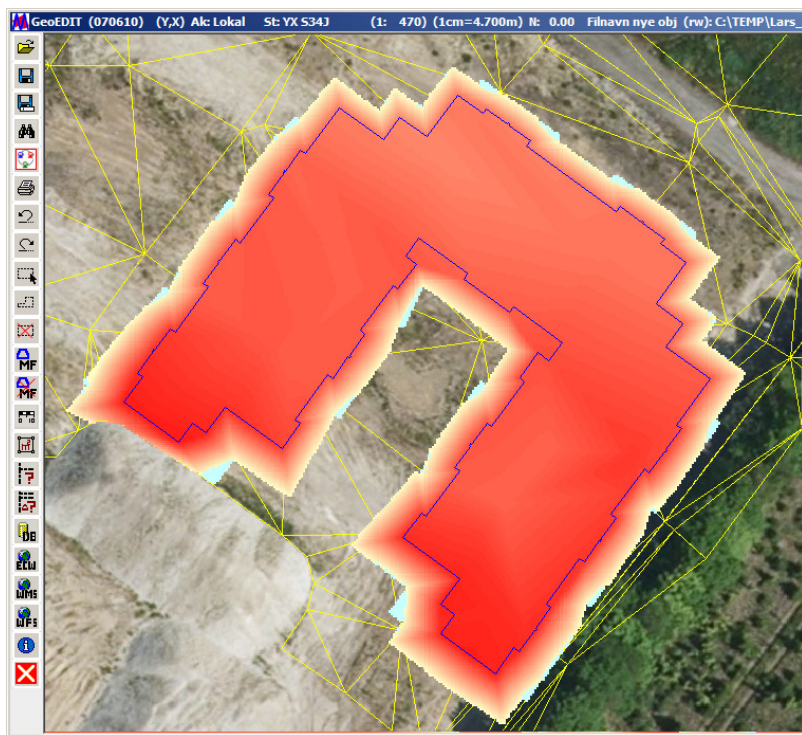 GeoEDIT (070610) (Y,X) Ak: Lokal St: YX S34J (1: 470) (1cm=4.700m) N: 0.00 Filnavn nye obj (rw): C:\TEMP\Lars_
MF
MF
m²
?
?
DB
ECW
WMS
WFS
i